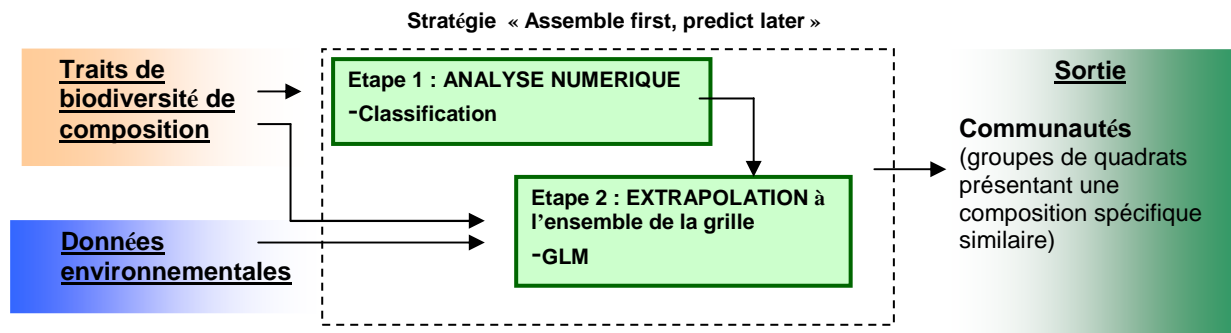 Stratégie « Assemble first, predict later »
Traits de
biodiversité de
composition
Etape 1 : ANALYSE NUMERIQUE
-Classification
Etape 2 : EXTRAPOLATION à
l'ensemble de la grille
-GLM
Données
environnementales
Sortie
Communautés
(groupes de quadrats
présentant une
composition spécifique
similaire)